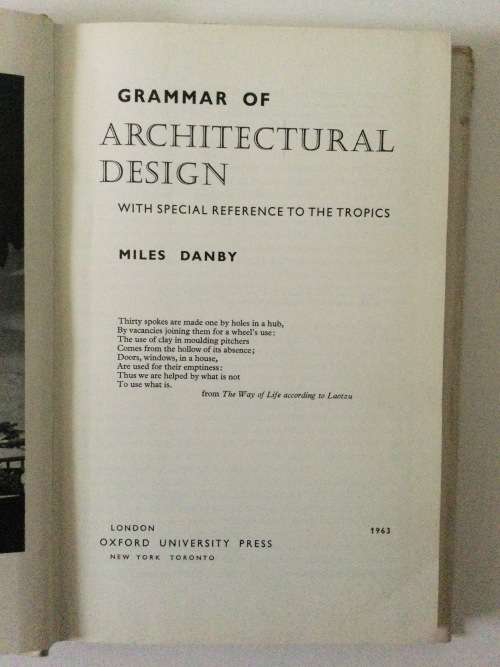 GRAMMAR OF
ARCHITECTURAL
DESIGN
WITH SPECIAL REFERENCE TO THE TROPICS
MILES DANBY
Thirty spokes are made one by holes in a hub,
By vacancies joining them for a wheel's use:
The use of clay in moulding pitchers
Comes from the hollow of its absence;
Doors, windows, in a house,
Are used for their emptiness:
Thus we are helped by what is not
To use what is.
from The Way of Life according to Laotzu
LONDON
OXFORD UNIVERSITY PRESS
NEW YORK TORONTO
1963